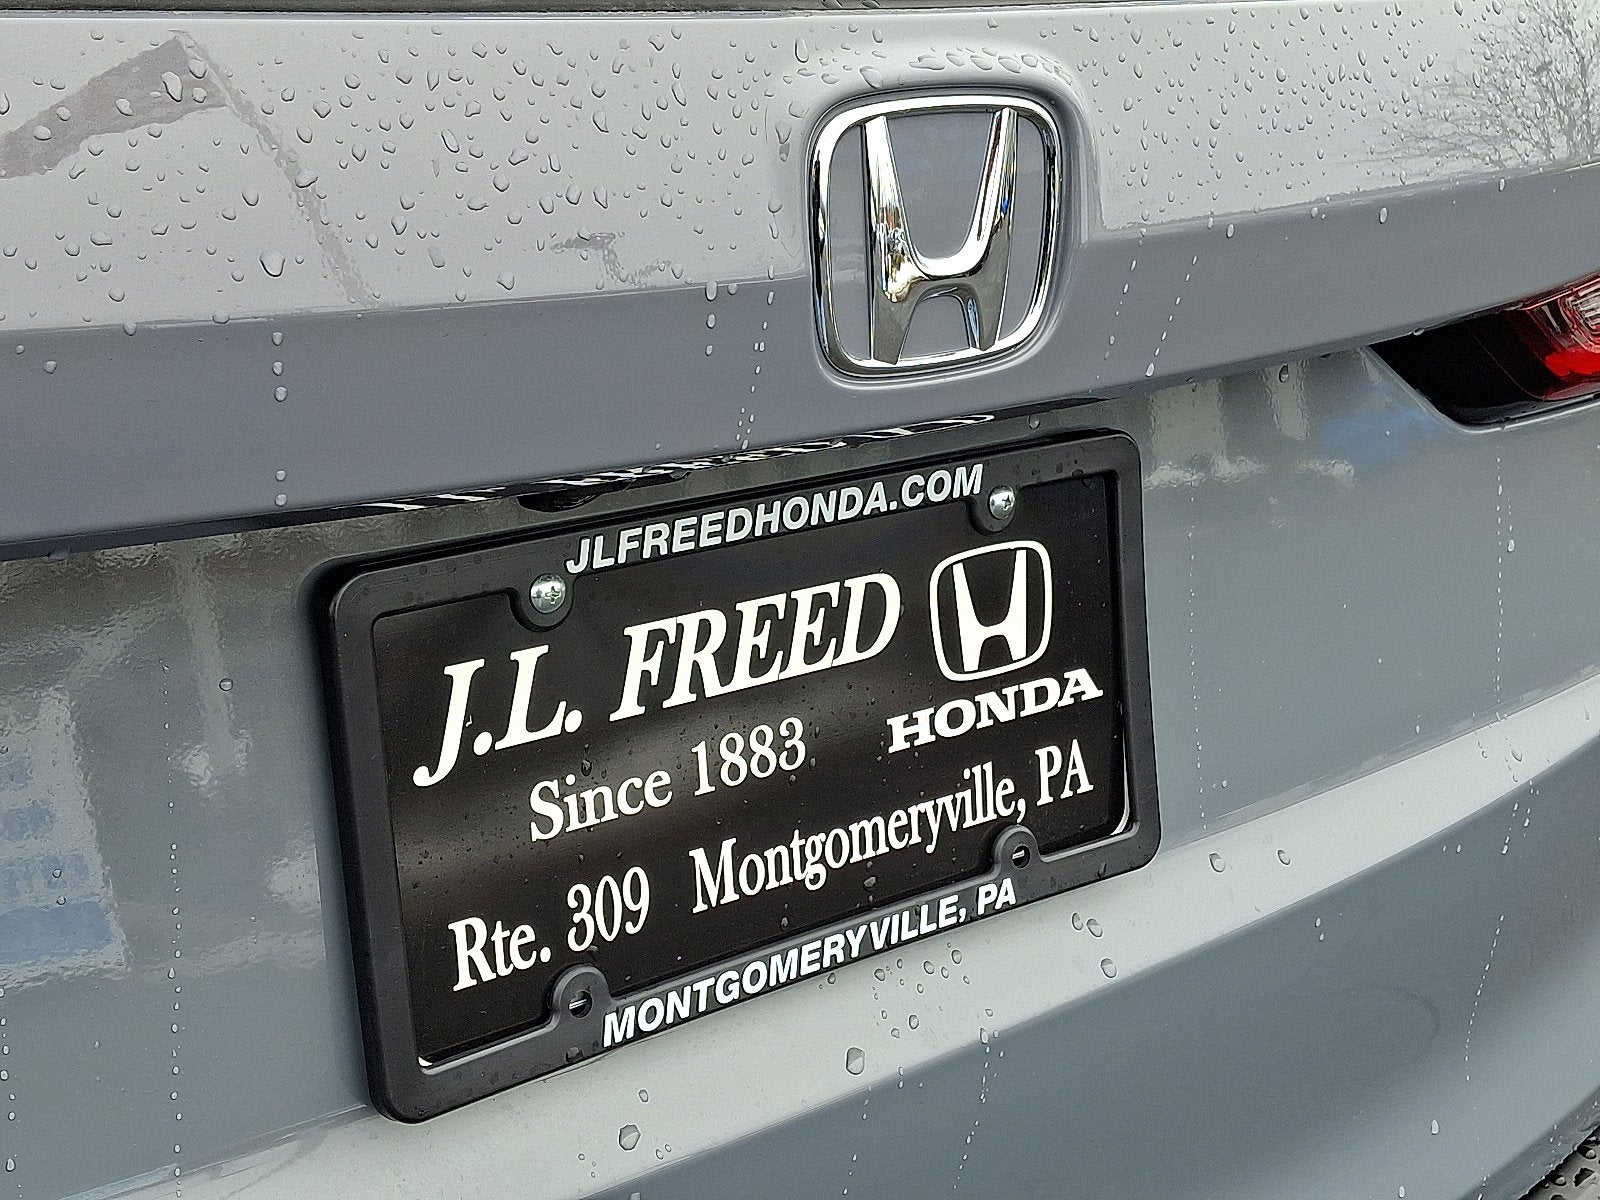 JLFREEDHONDA.COM
J.L. FREED
HONDA
Since 1883
Rte. 309 Montgomeryville, PA
MONTGOMERYVILLE, PA